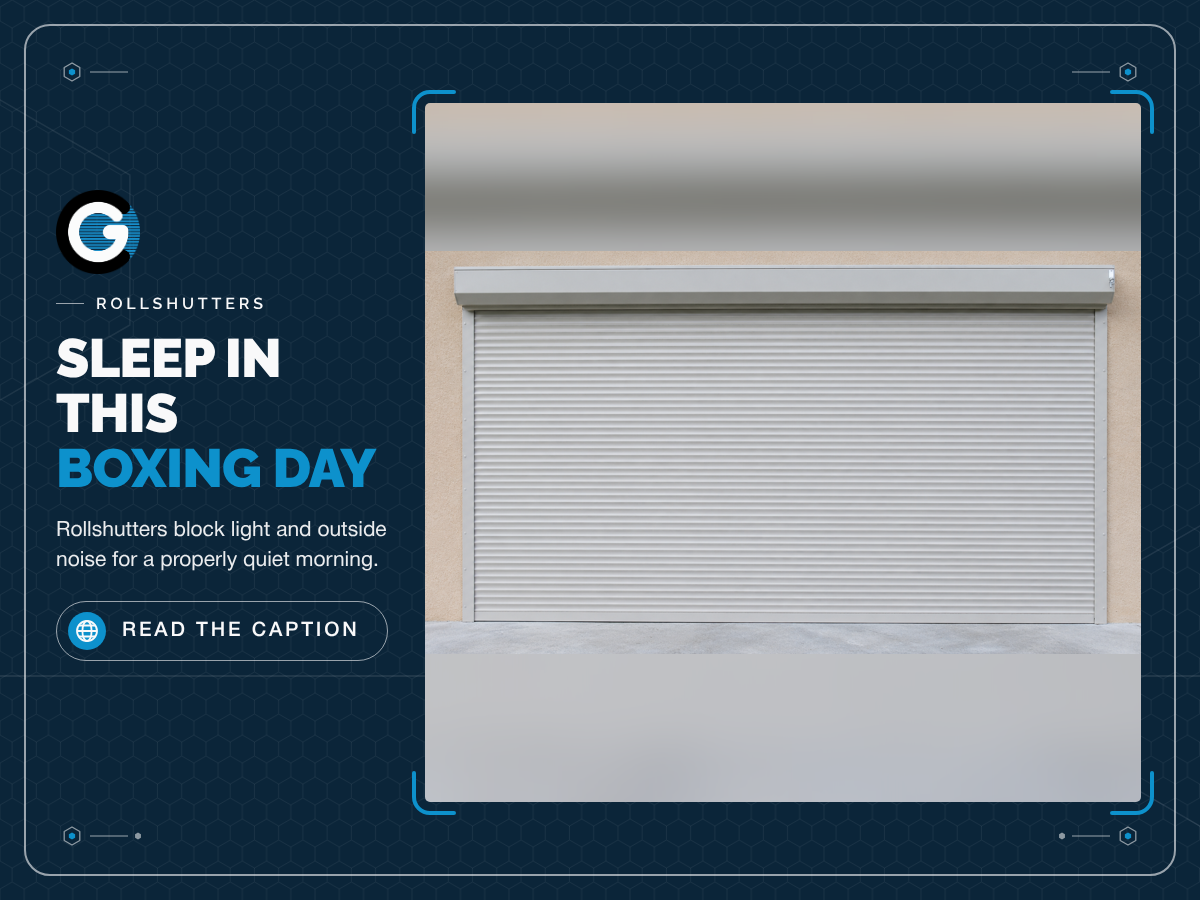 G
ROLLSHUTTERS
SLEEP IN
THIS
BOXING DAY
Rollshutters block light and outside
noise for a properly quiet morning.
READ THE CAPTION